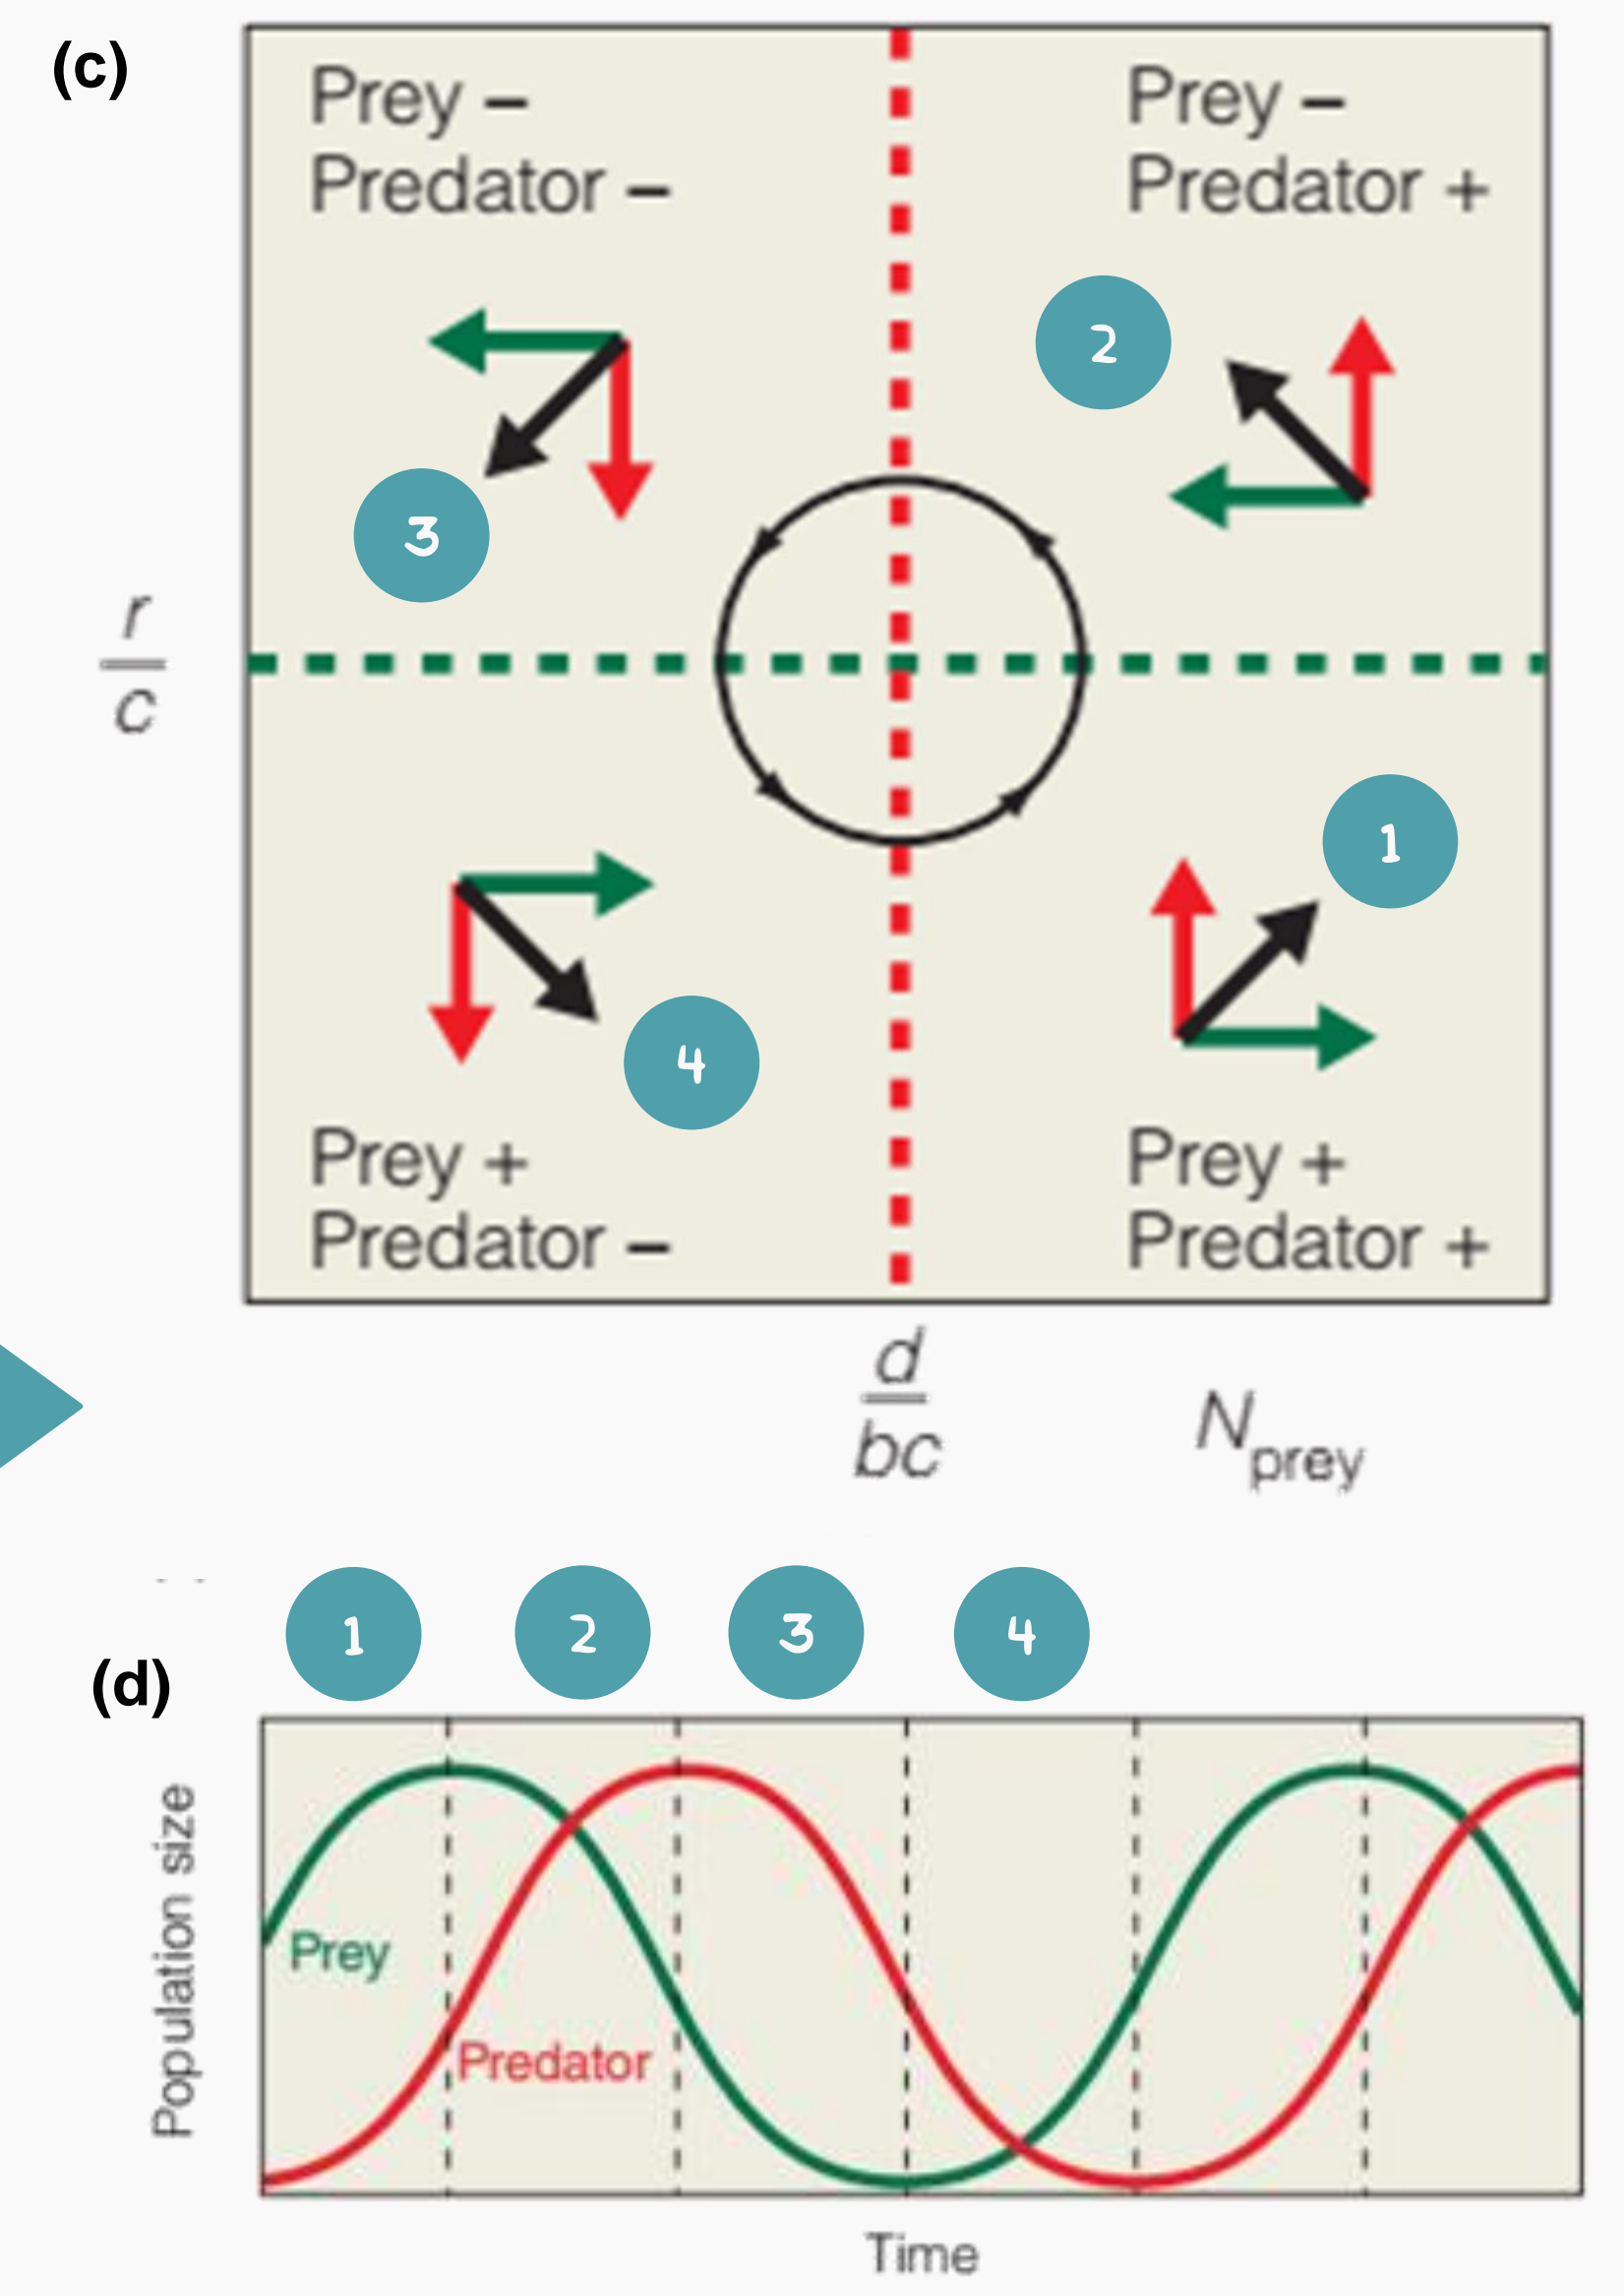 (c)
Prey –
Predator –
Prey –
Predator +
2
3
r
c
1
4
Prey +
Predator –
Prey +
Predator +
d
bc
N
prey
1
2
3
4
(d)
Population size
Prey
Predator
Time